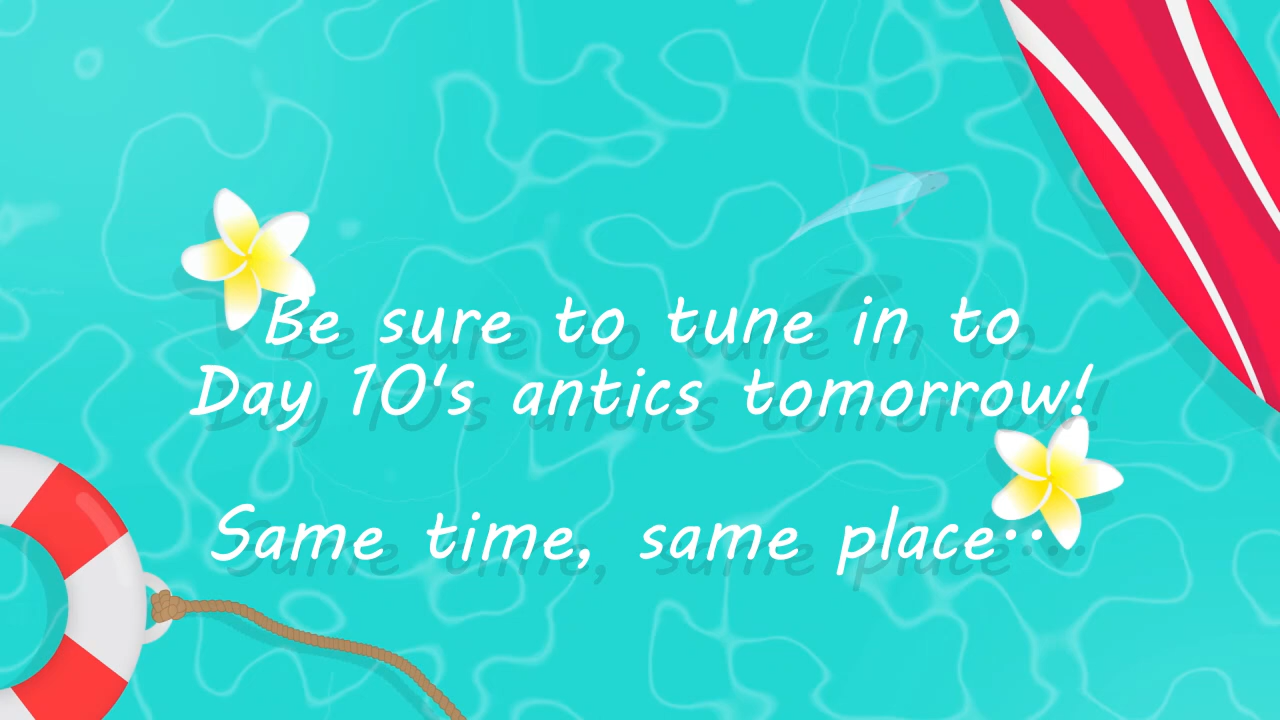 Be sure to tune in to
Day 10's antics tomorrow!
Same time, same place...